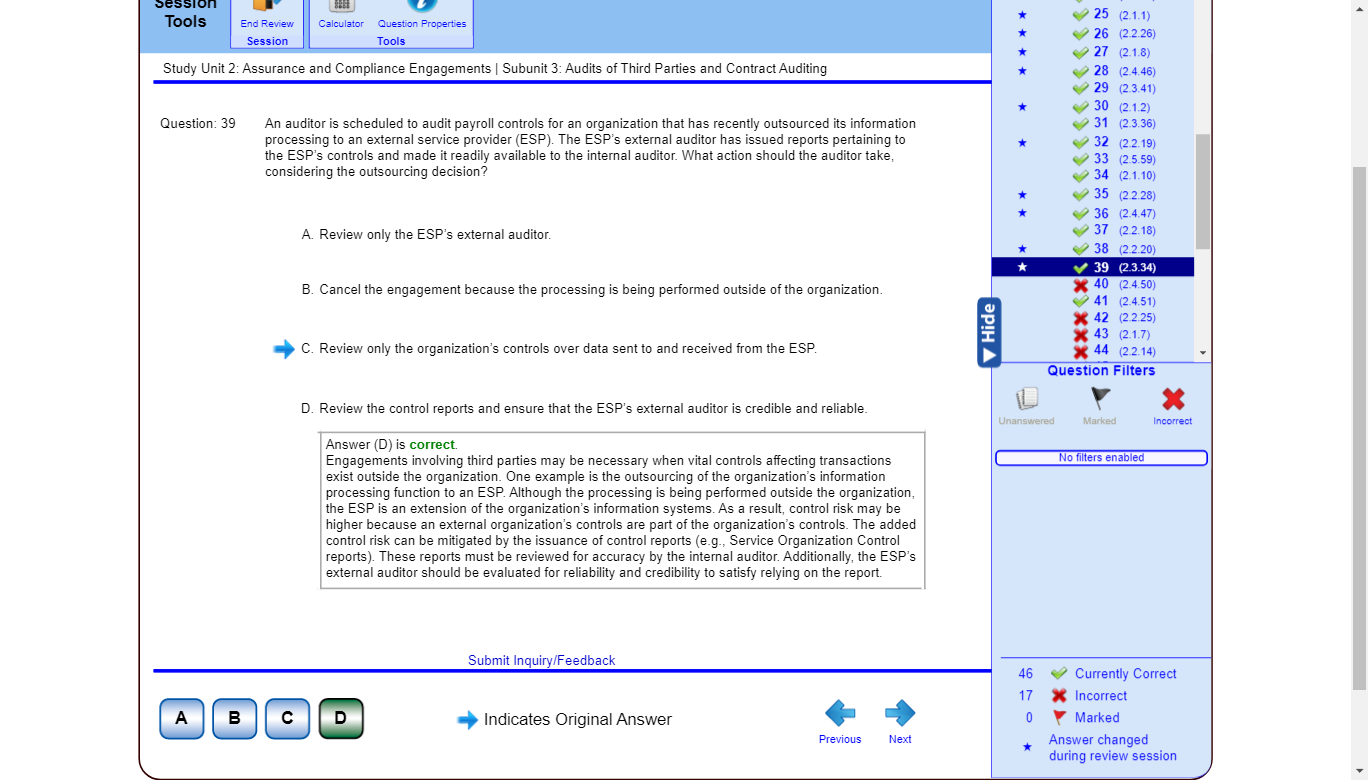 Session
Tools
End Review
Session
Calculator
Question Properties
Tools
Study Unit 2: Assurance and Compliance Engagements | Subunit 3: Audits of Third Parties and Contract Auditing
Question: 39
An auditor is scheduled to audit payroll controls for an organization that has recently outsourced its information
processing to an external service provider (ESP). The ESP's external auditor has issued reports pertaining to
the ESP's controls and made it readily available to the internal auditor. What action should the auditor take,
considering the outsourcing decision?
A. Review only the ESP's external auditor.
B. Cancel the engagement because the processing is being performed outside of the organization.
C. Review only the organization's controls over data sent to and received from the ESP.
D. Review the control reports and ensure that the ESP's external auditor is credible and reliable.
Answer (D) is correct.
Engagements involving third parties may be necessary when vital controls affecting transactions
exist outside the organization. One example is the outsourcing of the organization's information
processing function to an ESP. Although the processing is being performed outside the organization,
the ESP is an extension of the organization's information systems. As a result, control risk may be
higher because an external organization's controls are part of the organization's controls. The added
control risk can be mitigated by the issuance of control reports (e.g., Service Organization Control
reports). These reports must be reviewed for accuracy by the internal auditor. Additionally, the ESP's
external auditor should be evaluated for reliability and credibility to satisfy relying on the report.
Submit Inquiry/Feedback
A
B
C
D
Indicates Original Answer
Previous
Next
25 (2.1.1)
26 (2.2.26)
27 (2.1.8)
28 (2.4.46)
29 (2.3.41)
30 (2.1.2)
31 (2.3.36)
32 (2.2.19)
33 (2.5.59)
34 (2.1.10)
35 (2.2.28)
36 (2.4.47)
37 (2.2.18)
38 (2.2.20)
39 (2.3.34)
40 (2.4.50)
41 (2.4.51)
42 (2.2.25)
43 (2.1.7)
44 (2.2.14)
Hide
Question Filters
Unanswered
Marked
Incorrect
No filters enabled
46 Currently Correct
17 Incorrect
0 Marked
Answer changed
during review session